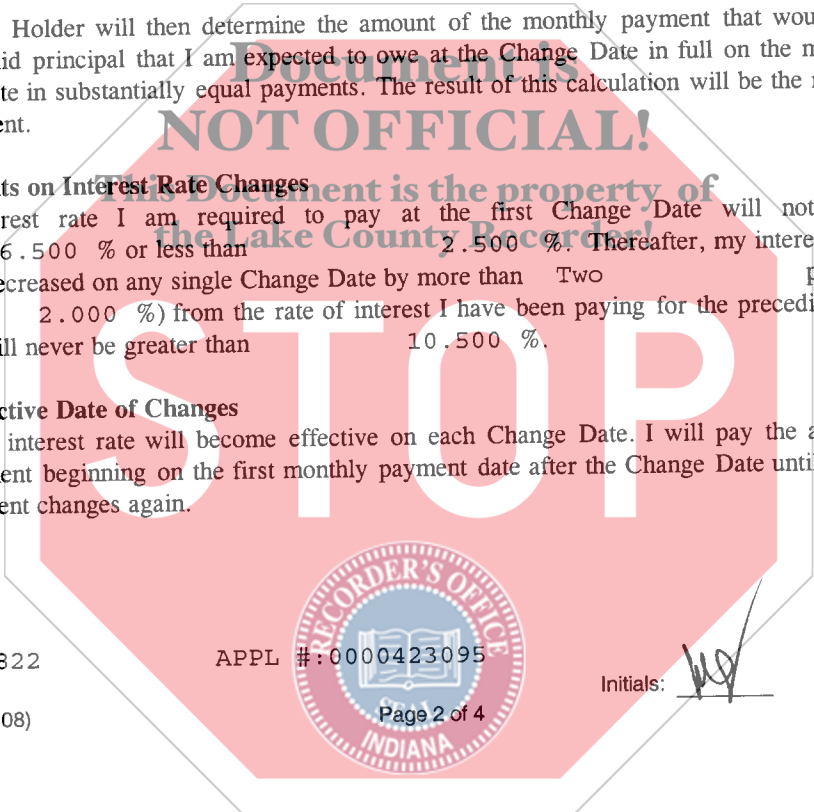 Holder will then determine the amount of the monthly payment that wou
id principal that I am expected to owe at the Change Date in full on the m
te in substantially equal payments. The result of this calculation will be the
ent.
Document is
NOT OFFICIAL!
This Document is the property of
the Lake County Recorder!
ts on Interest Rate Changes
rest rate I am required to pay at the first Change Date will not
6.500 % or less than 2.500 %. Thereafter, my intere
ecreased on any single Change Date by more than Two p
2.000 %) from the rate of interest I have been paying for the precedi
ll never be greater than 10.500 %.
STOP
ctive Date of Changes
interest rate will become effective on each Change Date. I will pay the a
ent beginning on the first monthly payment date after the Change Date until
ent changes again.
RECORDER'S OFFICE
SEAL
INDIANA
322 APPL #:0000423095
Initials:
08) Page 2 of 4